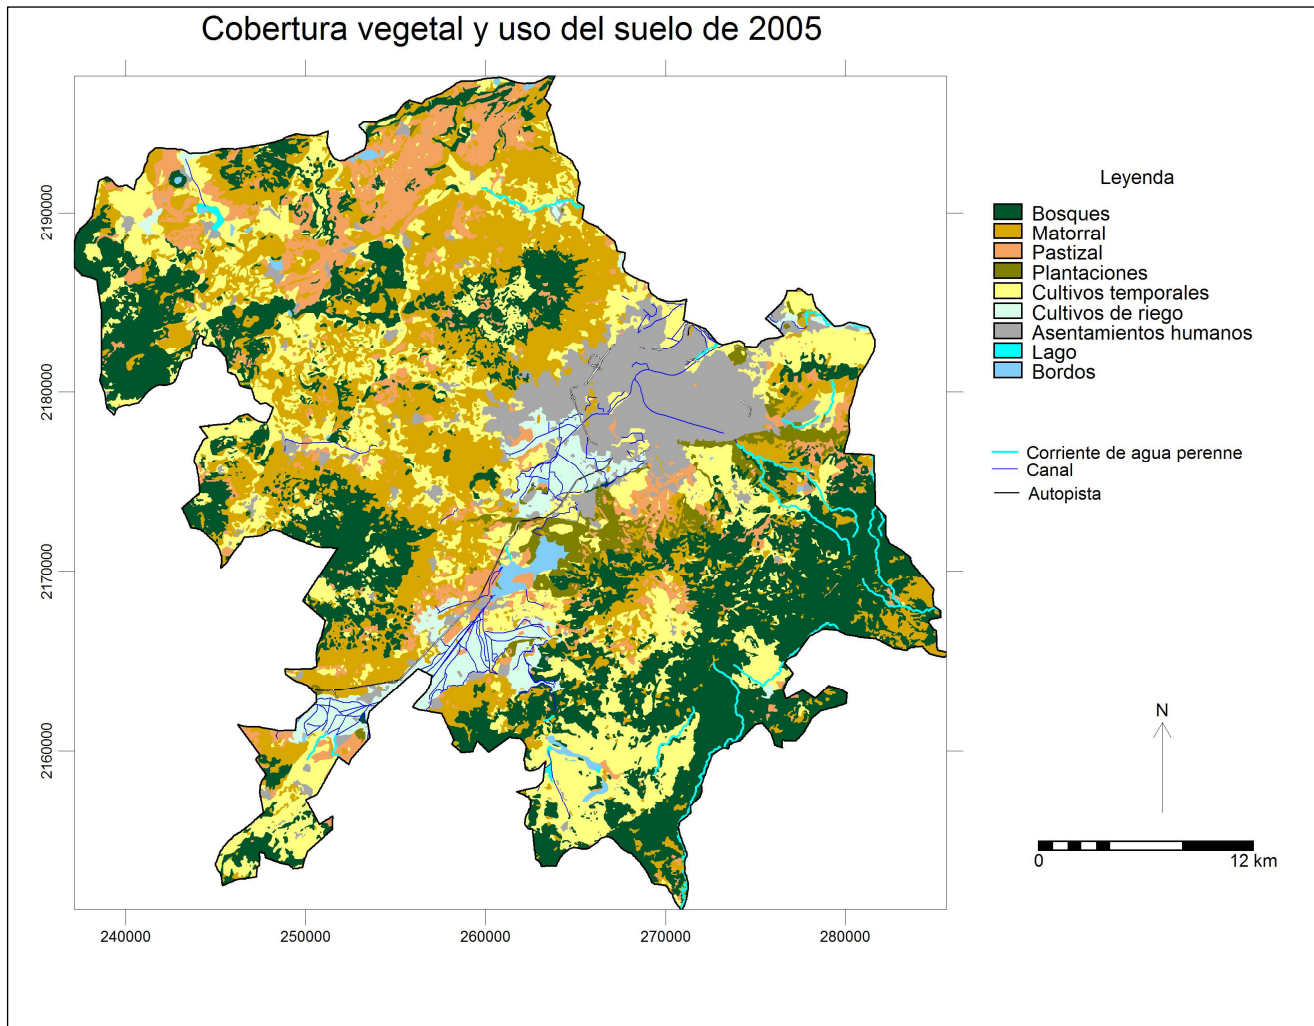 Cobertura vegetal y uso del suelo de 2005
Leyenda
Bosques
Matorral
Pastizal
Plantaciones
Cultivos temporales
Cultivos de riego
Asentamientos humanos
Lago
Bordos
Corriente de agua perenne
Canal
Autopista
N
0 12 km
2190000
2180000
2170000
2160000
240000 250000 260000 270000 280000